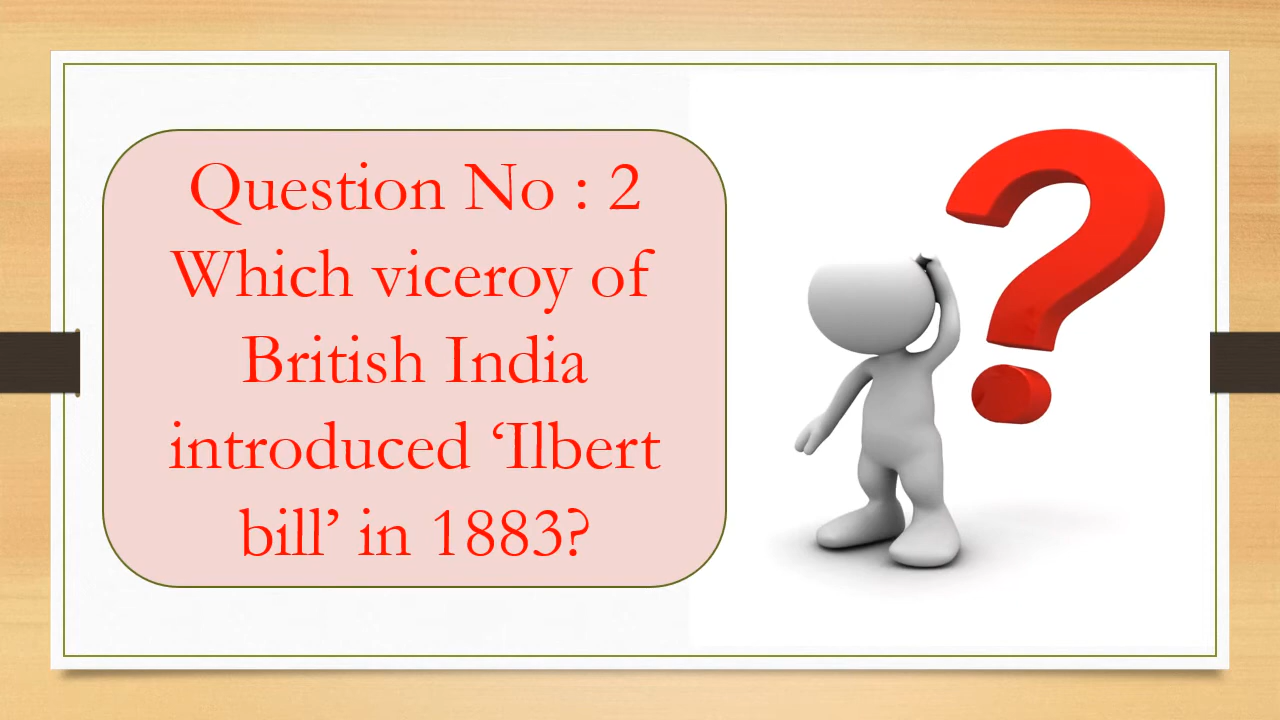 Question No : 2
Which viceroy of
British India
introduced ‘Ilbert
bill’ in 1883?